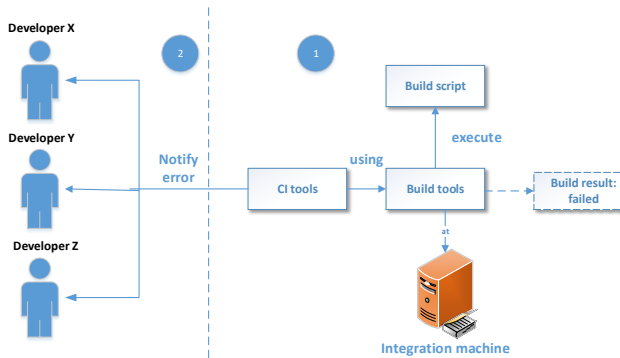 Developer X
2
1
Build script
Developer Y
execute
Notify
error
using
CI tools
Build tools
Build result:
failed
at
Developer Z
Integration machine